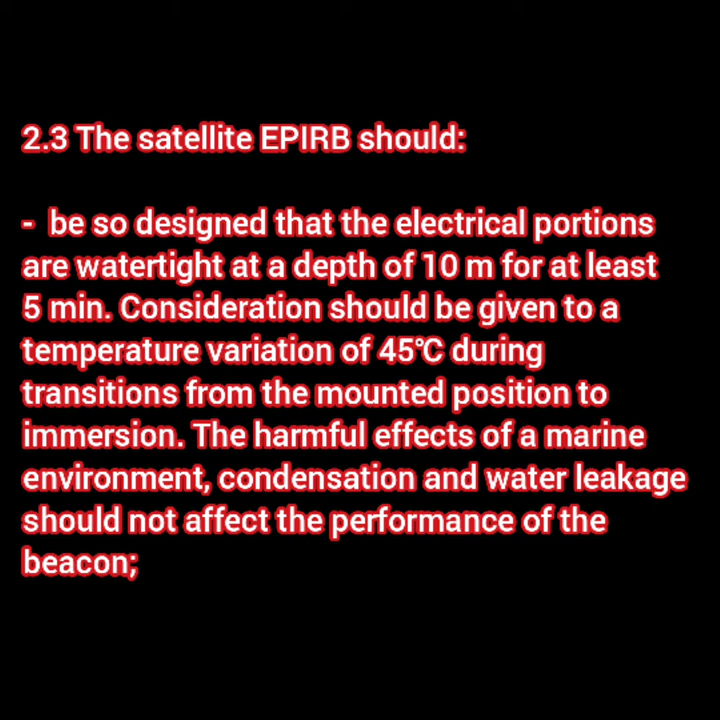 2.3 The satellite EPIRB should:
- be so designed that the electrical portions
are watertight at a depth of 10 m for at least
5 min. Consideration should be given to a
temperature variation of 45℃ during
transitions from the mounted position to
immersion. The harmful effects of a marine
environment, condensation and water leakage
should not affect the performance of the
beacon;